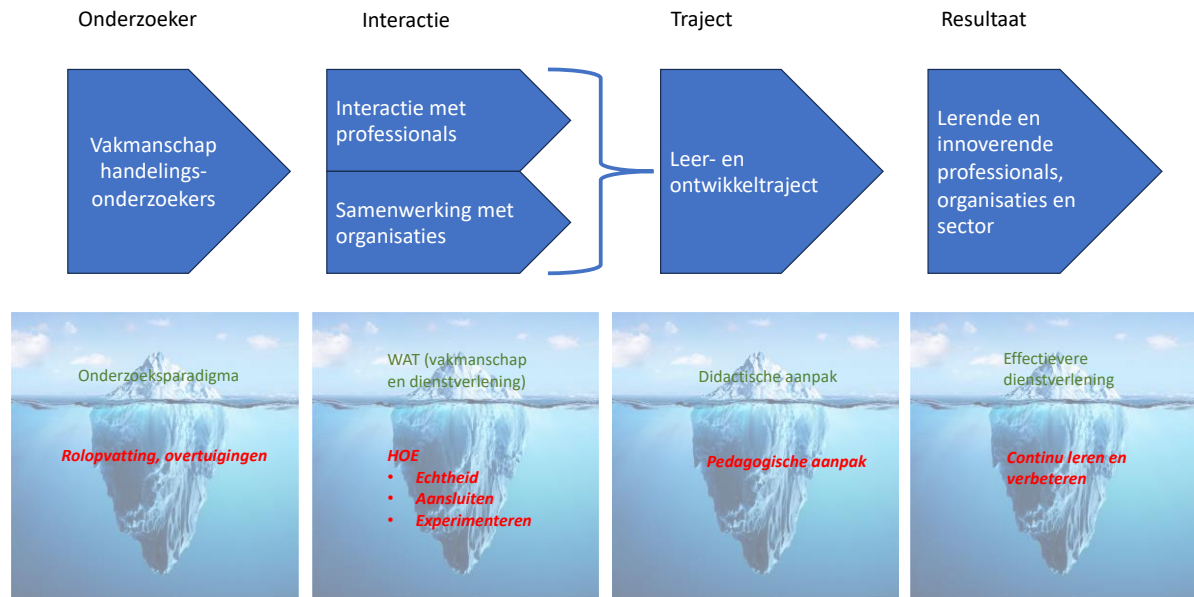 Onderzoeker
Interactie
Traject
Resultaat
Vakmanschap
handelings-
onderzoekers
Interactie met
professionals
Samenwerking met
organisaties
Leer- en
ontwikkeltraject
Lerende en
innoverende
professionals,
organisaties en
sector
Onderzoeksparadigma
Rolopvatting, overtuigingen
WAT (vakmanschap
en dienstverlening)
HOE
• Echtheid
• Aansluiten
• Experimenteren
Didactische aanpak
Pedagogische aanpak
Effectievere
dienstverlening
Continu leren en
verbeteren